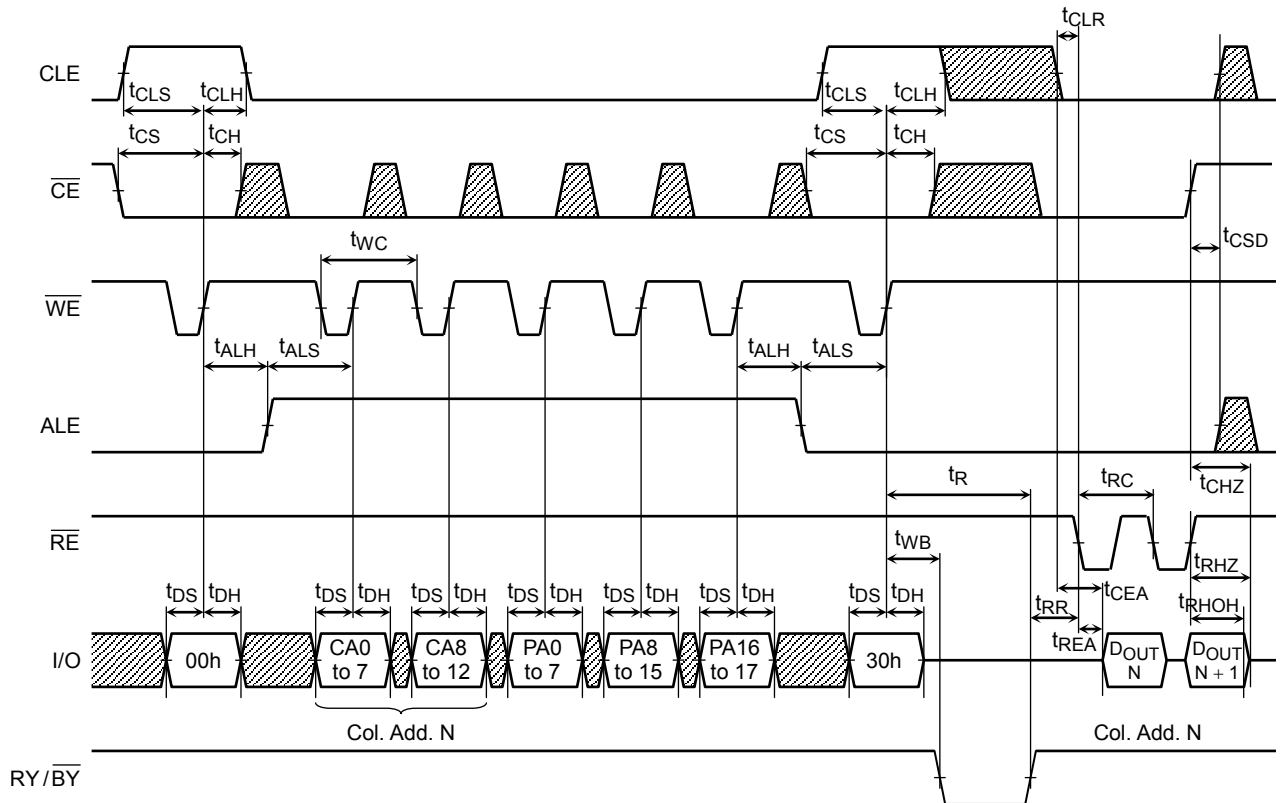 tCLR
CLE
tCLS
tCLH
tCLS
tCLH
tCS
tCH
tCS
tCH
CE
tCSD
tWC
WE
tALH
tALS
tALH
tALS
ALE
tR
tRC
tCHZ
RE
tWB
tRHZ
tDS
tDH
tDS
tDH
tDS
tDH
tDS
tDH
tDS
tDH
tDS
tDH
tDS
tDH
tCEA
tRR
tRHOH
tREA
I/O
00h
CA0
to 7
CA8
to 12
PA0
to 7
PA8
to 15
PA16
to 17
30h
DOUT
N
DOUT
N + 1
Col. Add. N
Col. Add. N
RY/BY